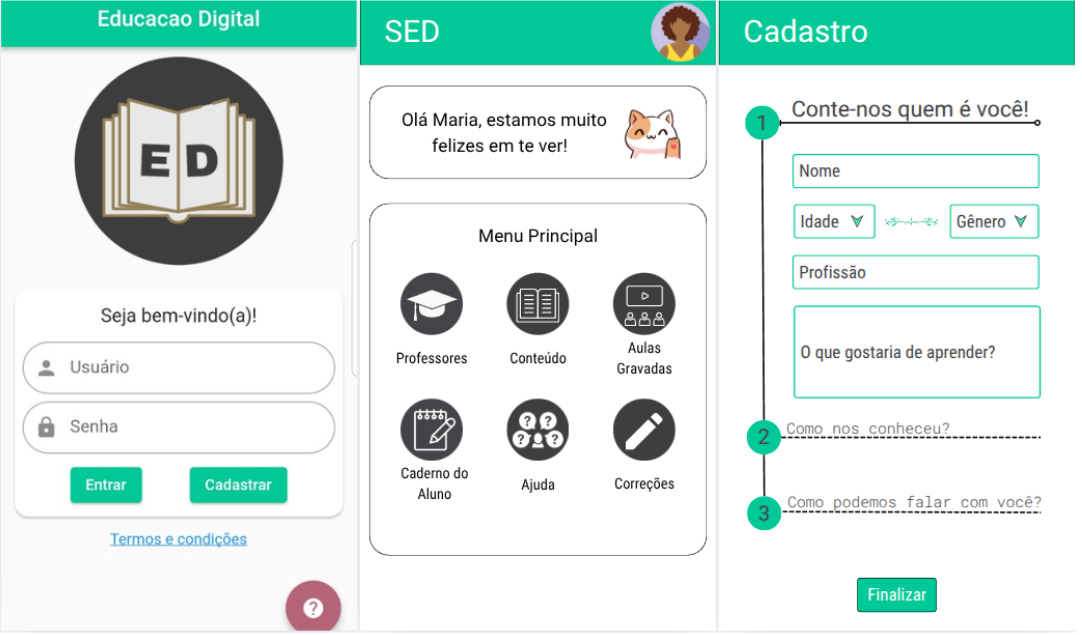 Educacao Digital
E D
Seja bem-vindo(a)!
Usuário
Senha
Entrar
Cadastrar
Termos e condições
?
SED
Olá Maria, estamos muito
felizes em te ver!
Menu Principal
Professores
Conteúdo
Aulas
Gravadas
Caderno do
Aluno
Ajuda
Correções
Cadastro
1
Conte-nos quem é você!
Nome
Idade
Gênero
Profissão
O que gostaria de aprender?
2
Como nos conheceu?
3
Como podemos falar com você?
Finalizar